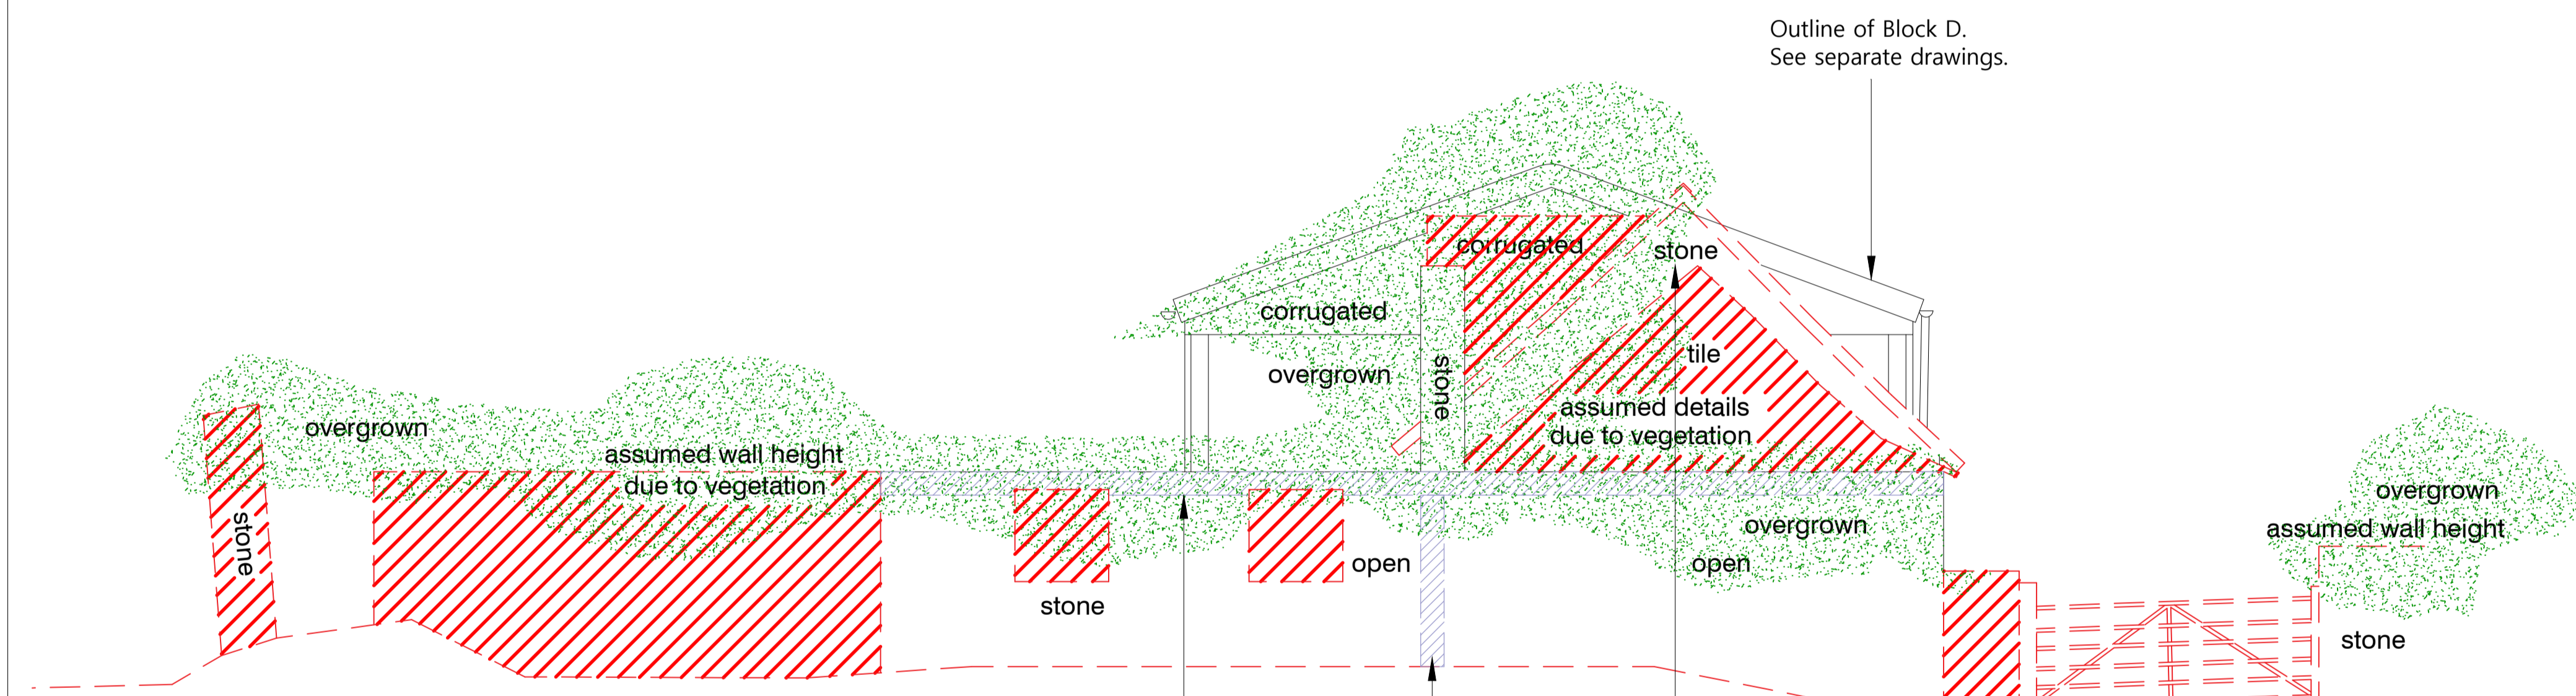 Outline of Block D.
See separate drawings.
corrugated
stone
corrugated
tile
stone
overgrown
assumed details
due to vegetation
overgrown
assumed wall height
due to vegetation
stone
overgrown
open
open
stone
overgrown
assumed wall height
stone